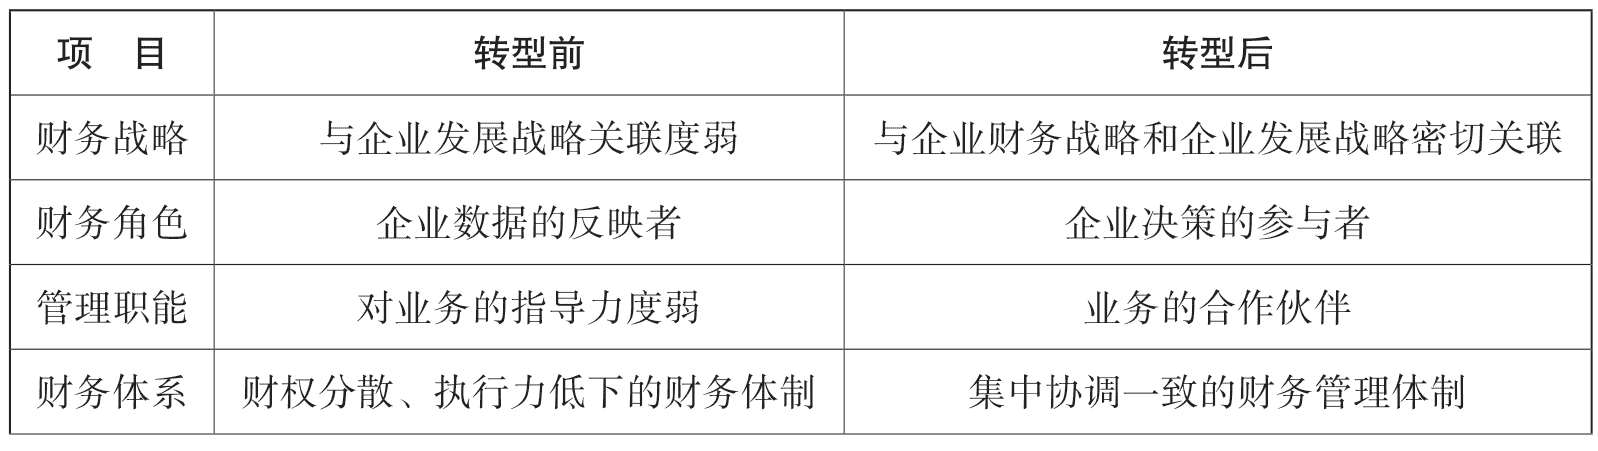 项 目 转型前 转型后
财务战略 与企业发展战略关联度弱 与企业财务战略和企业发展战略密切关联
财务角色 企业数据的反映者 企业决策的参与者
管理职能 对业务的指导力度弱 业务的合作伙伴
财务体系 财权分散、执行力低下的财务体制 集中协调一致的财务管理体制